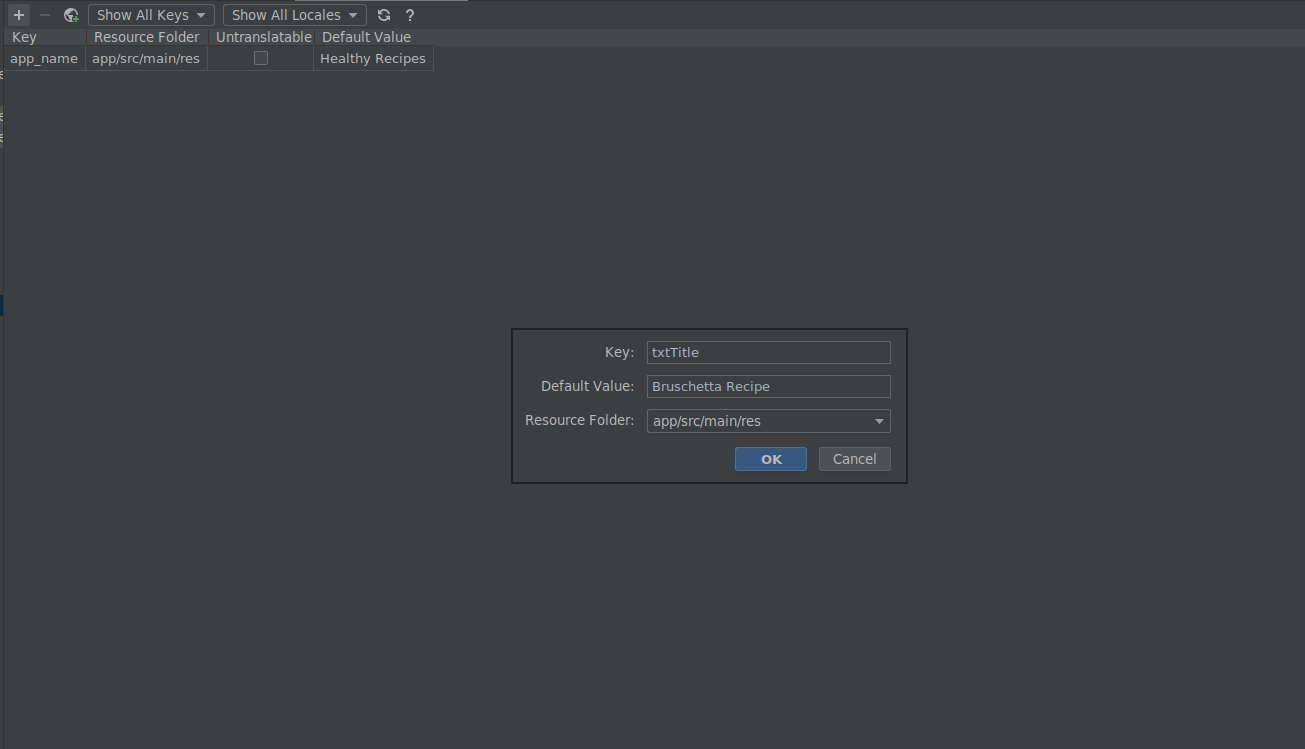 Show All Keys Show All Locales ?
Key Resource Folder Untranslatable Default Value
app_name app/src/main/res Healthy Recipes
Key: txtTitle
Default Value: Bruschetta Recipe
Resource Folder: app/src/main/res
OK Cancel